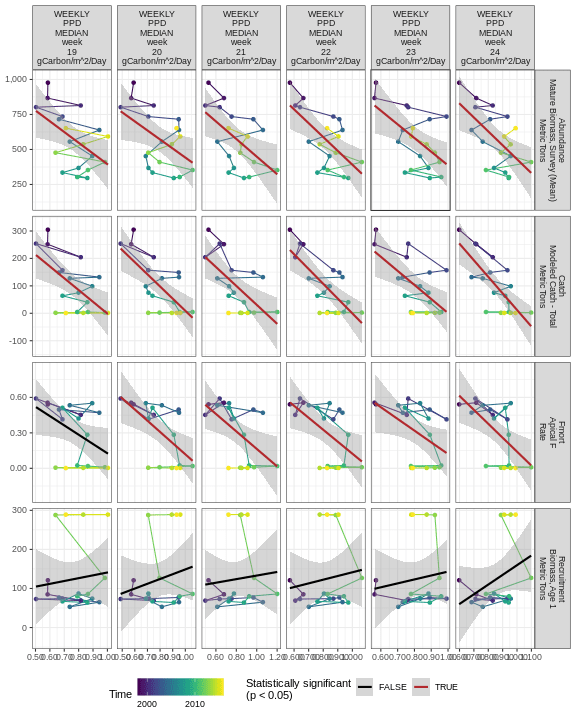 WEEKLY WEEKLY WEEKLY WEEKLY WEEKLY WEEKLY
PPD PPD PPD PPD PPD PPD
MEDIAN MEDIAN MEDIAN MEDIAN MEDIAN MEDIAN
week week week week week week
19 20 21 22 23 24
gCarbon/m^2/Day gCarbon/m^2/Day gCarbon/m^2/Day gCarbon/m^2/Day gCarbon/m^2/Day gCarbon/m^2/Day
1,000
750
500
250
Abundance
Mature Biomass, Survey (Mean)
Metric Tons
300
200
100
0
-100
Catch
Modeled Catch - Total
Metric Tons
0.60
0.30
0.00
Fmort
Apical F
Rate
300
200
100
0
Recruitment
Biomass, Age 1
Metric Tons
0.60 0.80 1.00
Time
2000 2010
Statistically significant
(p < 0.05)
FALSE TRUE